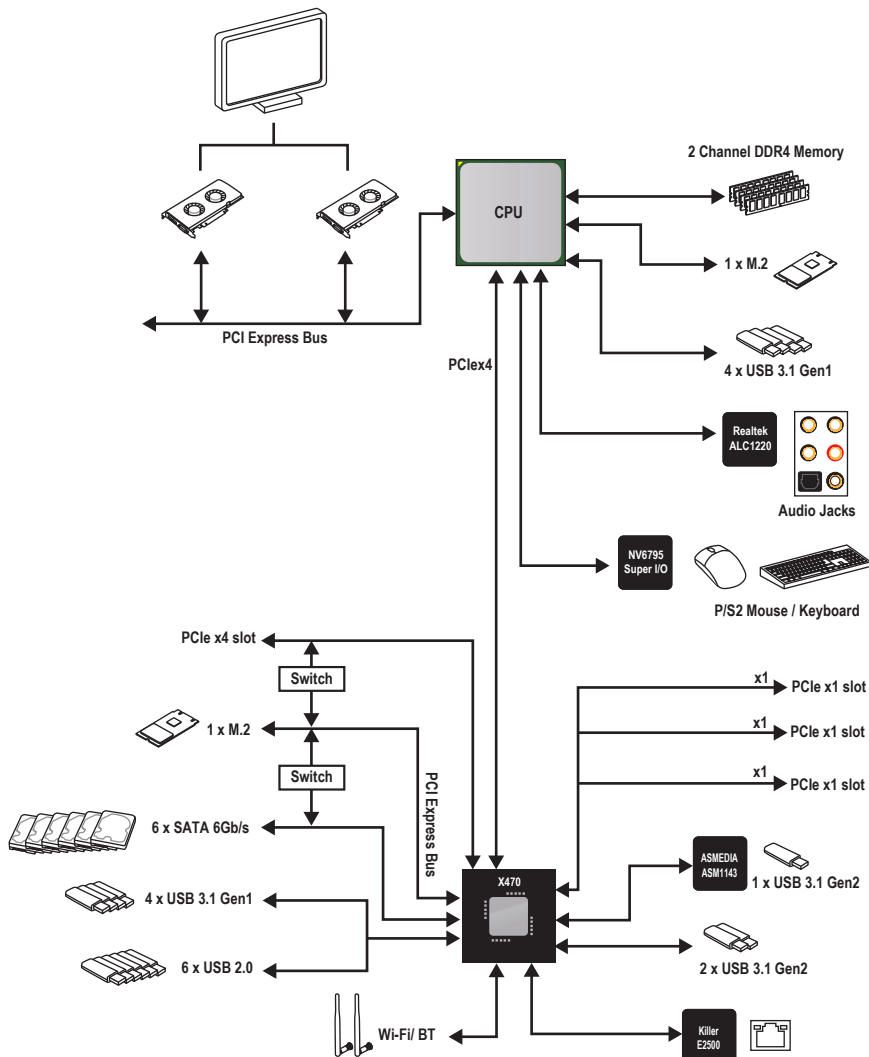 2 Channel DDR4 Memory
CPU
1 x M.2
PCI Express Bus
PCIex4
4 x USB 3.1 Gen1
Realtek
ALC1220
Audio Jacks
NV6795
Super I/O
P/S2 Mouse / Keyboard
PCIe x4 slot
Switch
x1
PCIe x1 slot
1 x M.2
x1
PCIe x1 slot
Switch
PCI Express Bus
x1
PCIe x1 slot
6 x SATA 6Gb/s
X470
ASMEDIA
ASM1143
1 x USB 3.1 Gen2
4 x USB 3.1 Gen1
6 x USB 2.0
2 x USB 3.1 Gen2
Wi-Fi/ BT
Killer
E2500